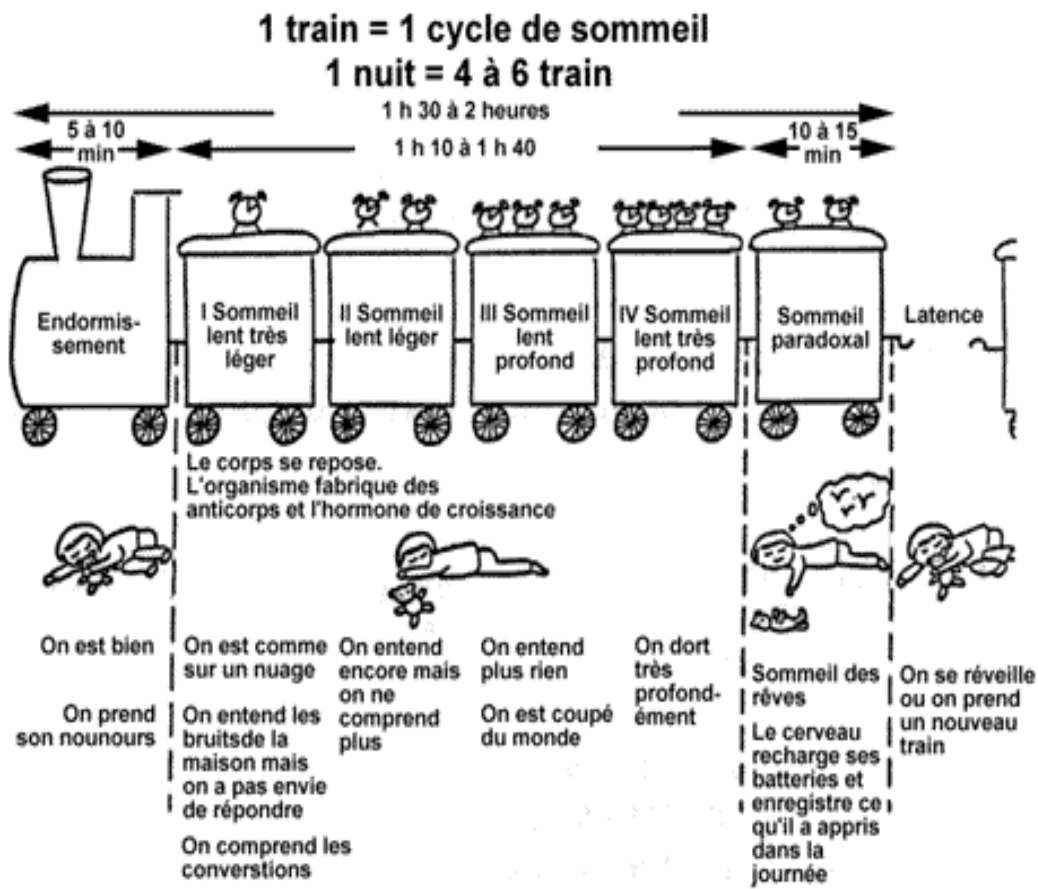 1 train = 1 cycle de sommeil
1 nuit = 4 à 6 train
1 h 30 à 2 heures
5 à 10
min
1 h 10 à 1 h 40
10 à 15
min
Endormis-
sement
I Sommeil
lent très
léger
II Sommeil
lent léger
III Sommeil
lent
profond
IV Sommeil
lent très
profond
Sommeil
paradoxal
Latence
Le corps se repose.
L'organisme fabrique des
anticorps et l'hormone de croissance
On est bien
On prend
son nounours
On est comme
sur un nuage
On entend les
bruitsde la
maison mais
on a pas envie
de répondre
On comprend les
converstions
On entend
encore mais
on ne
comprend
plus
On entend
plus rien
On est coupé
du monde
On dort
très
profond-
ément
Sommeil des
rêves
Le cerveau
recharge ses
batteries et
enregistre ce
qu'il a appris
dans la
journée
On se réveille
ou on prend
un nouveau
train